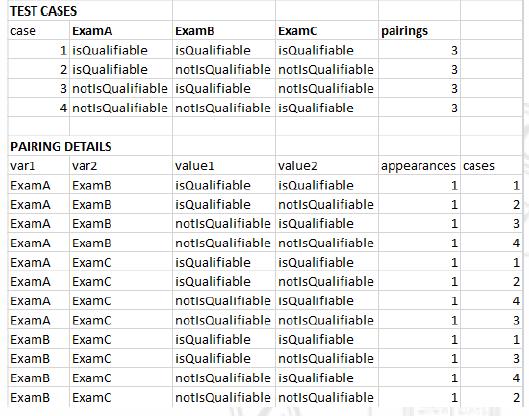 TEST CASES
case ExamA ExamB ExamC pairings
1 isQualifiable isQualifiable isQualifiable 3
2 isQualifiable notIsQualifiable notIsQualifiable 3
3 notIsQualifiable isQualifiable notIsQualifiable 3
4 notIsQualifiable notIsQualifiable isQualifiable 3
PAIRING DETAILS
var1 var2 value1 value2 appearances cases
ExamA ExamB isQualifiable isQualifiable 1 1
ExamA ExamB isQualifiable notIsQualifiable 1 2
ExamA ExamB notIsQualifiable isQualifiable 1 3
ExamA ExamB notIsQualifiable notIsQualifiable 1 4
ExamA ExamC isQualifiable isQualifiable 1 1
ExamA ExamC isQualifiable notIsQualifiable 1 2
ExamA ExamC notIsQualifiable isQualifiable 1 4
ExamA ExamC notIsQualifiable notIsQualifiable 1 3
ExamB ExamC isQualifiable isQualifiable 1 1
ExamB ExamC isQualifiable notIsQualifiable 1 3
ExamB ExamC notIsQualifiable isQualifiable 1 4
ExamB ExamC notIsQualifiable notIsQualifiable 1 2